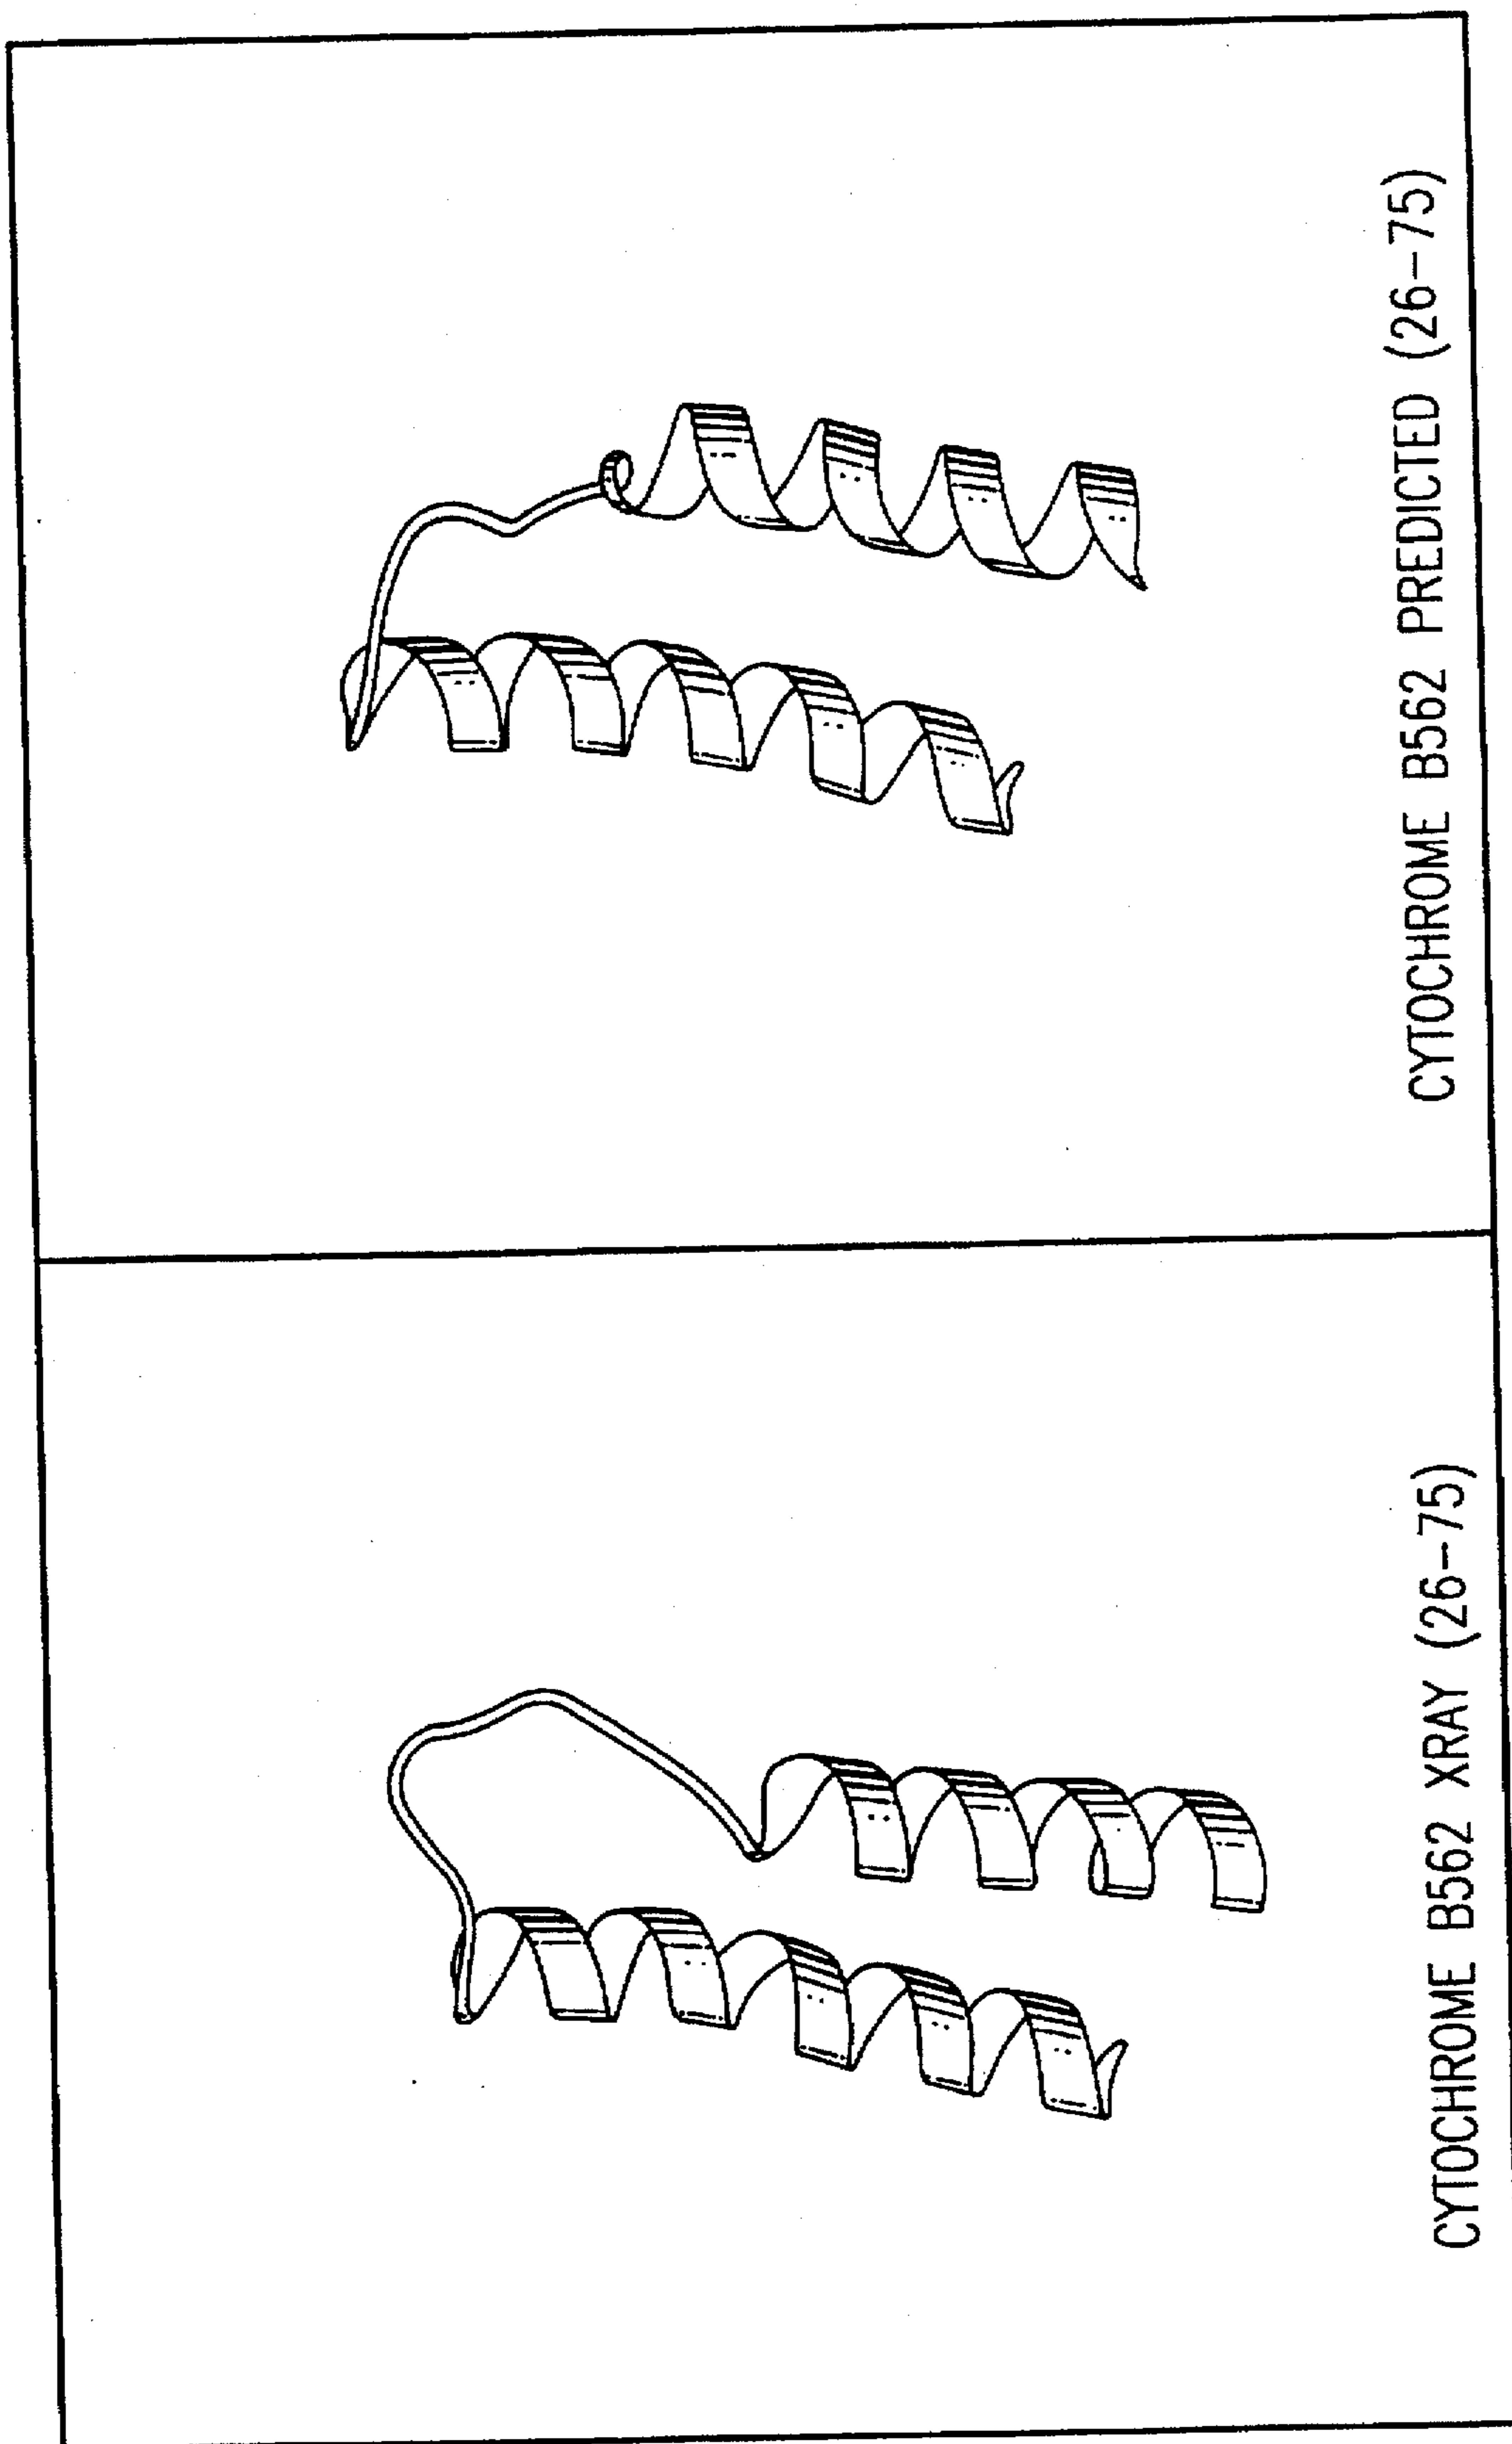 CYTOCHROME B562 XRAY (26-75)
CYTOCHROME B562 PREDICTED (26-75)